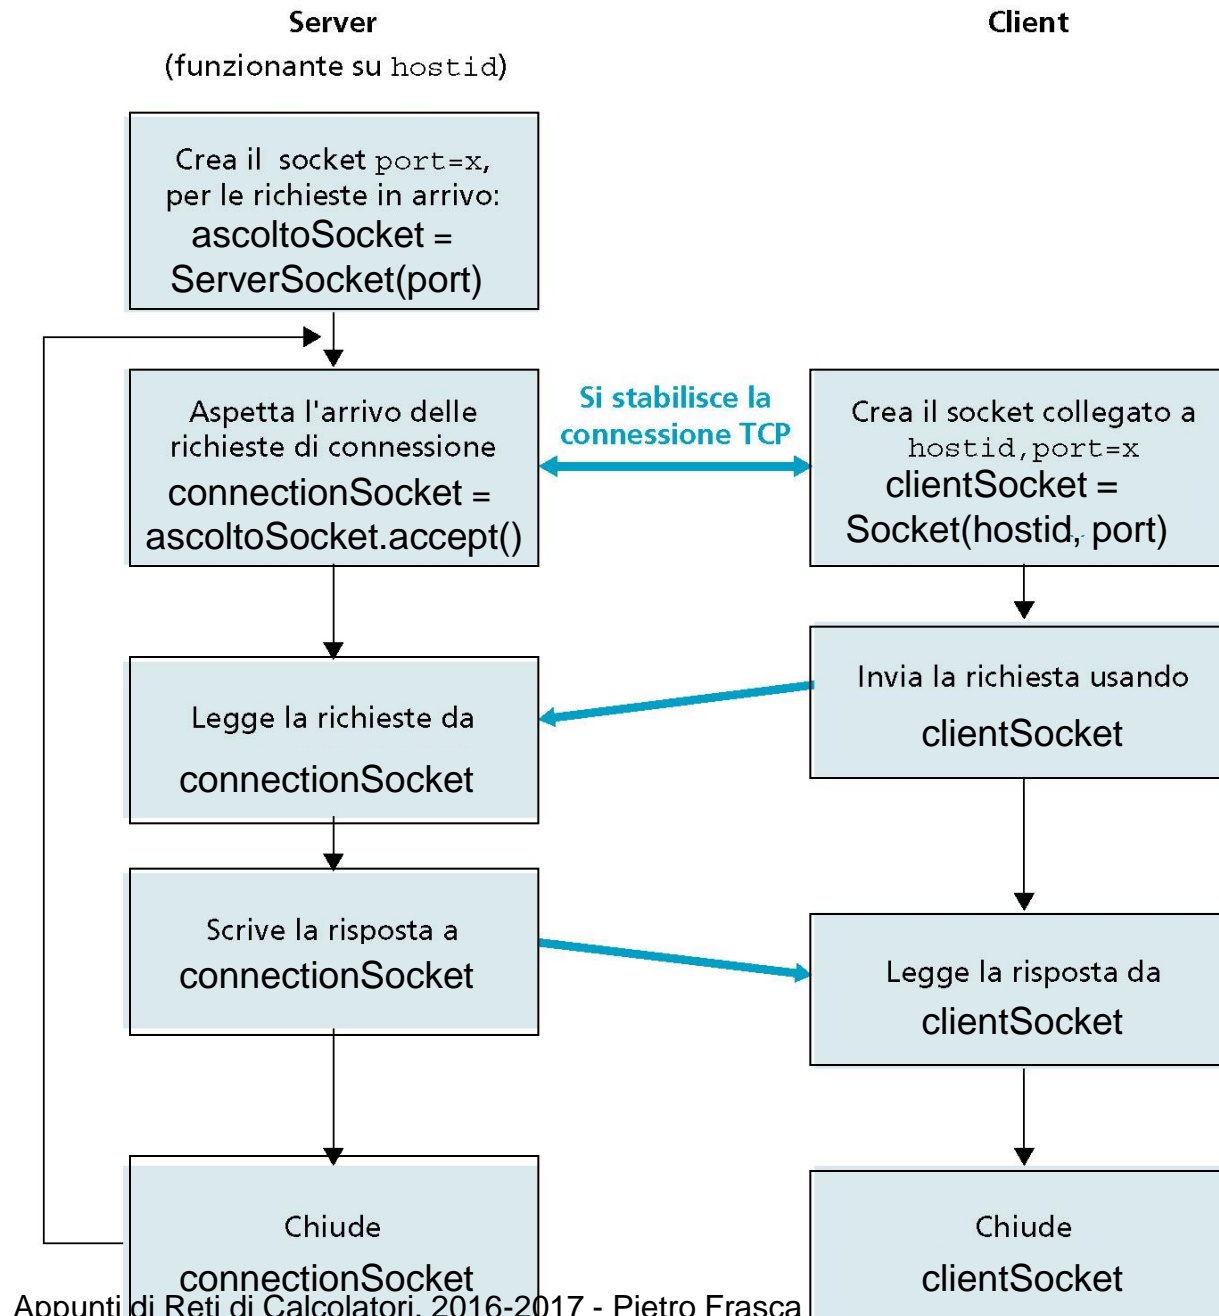 Server
(funzionante su hostid)
Crea il socket port=x,
per le richieste in arrivo:
ascoltoSocket =
ServerSocket(port)
Aspetta l'arrivo delle
richieste di connessione
connectionSocket =
ascoltoSocket.accept()
Legge la richieste da
connectionSocket
Scrive la risposta a
connectionSocket
Chiude
connectionSocket
Si stabilisce la
connessione TCP
Client
Crea il socket collegato a
hostid,port=x
clientSocket =
Socket(hostid, port)
Invia la richiesta usando
clientSocket
Legge la risposta da
clientSocket
Chiude
clientSocket
Appunti di Reti di Calcolatori, 2016-2017 - Pietro Frasca